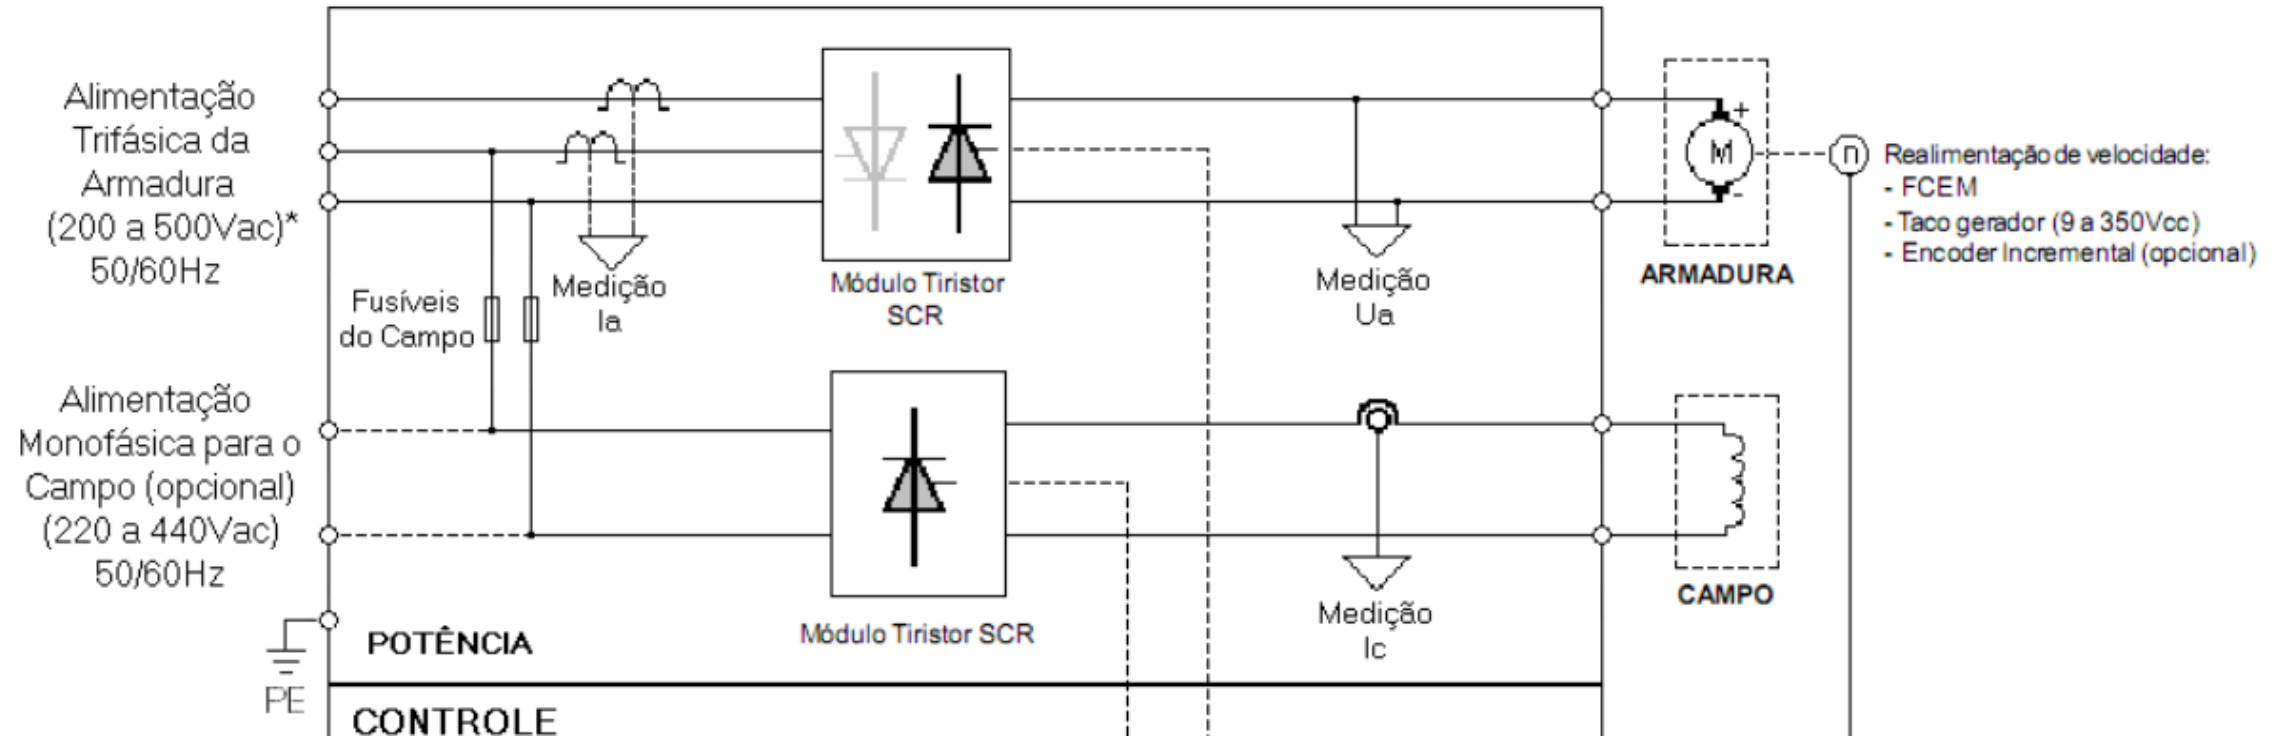 Alimentação
Trifásica da
Armadura
(200 a 500Vac)*
50/60Hz
Fusíveis
do Campo
Medição
Ia
Módulo Tiristor
SCR
Medição
Ua
+
M
-
ARMADURA
n
Realimentação de velocidade:
- FCEM
- Taco gerador (9 a 350Vcc)
- Encoder Incremental (opcional)
Alimentação
Monofásica para o
Campo (opcional)
(220 a 440Vac)
50/60Hz
PE
POTÊNCIA
Módulo Tiristor SCR
Medição
Ic
CAMPO
CONTROLE